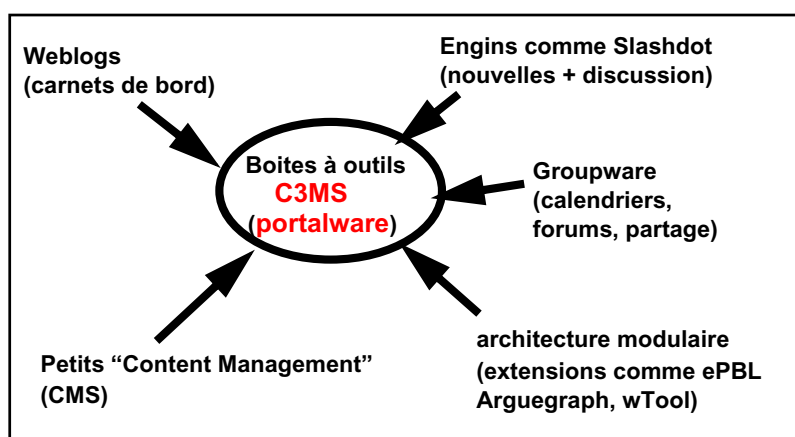 Weblogs
(carnets de bord)
Engins comme Slashdot
(nouvelles + discussion)
Boites à outils
C3MS
(portalware)
Groupware
(calendriers,
forums, partage)
Petits “Content Management”
(CMS)
architecture modulaire
(extensions comme ePBL
Arguegraph, wTool)